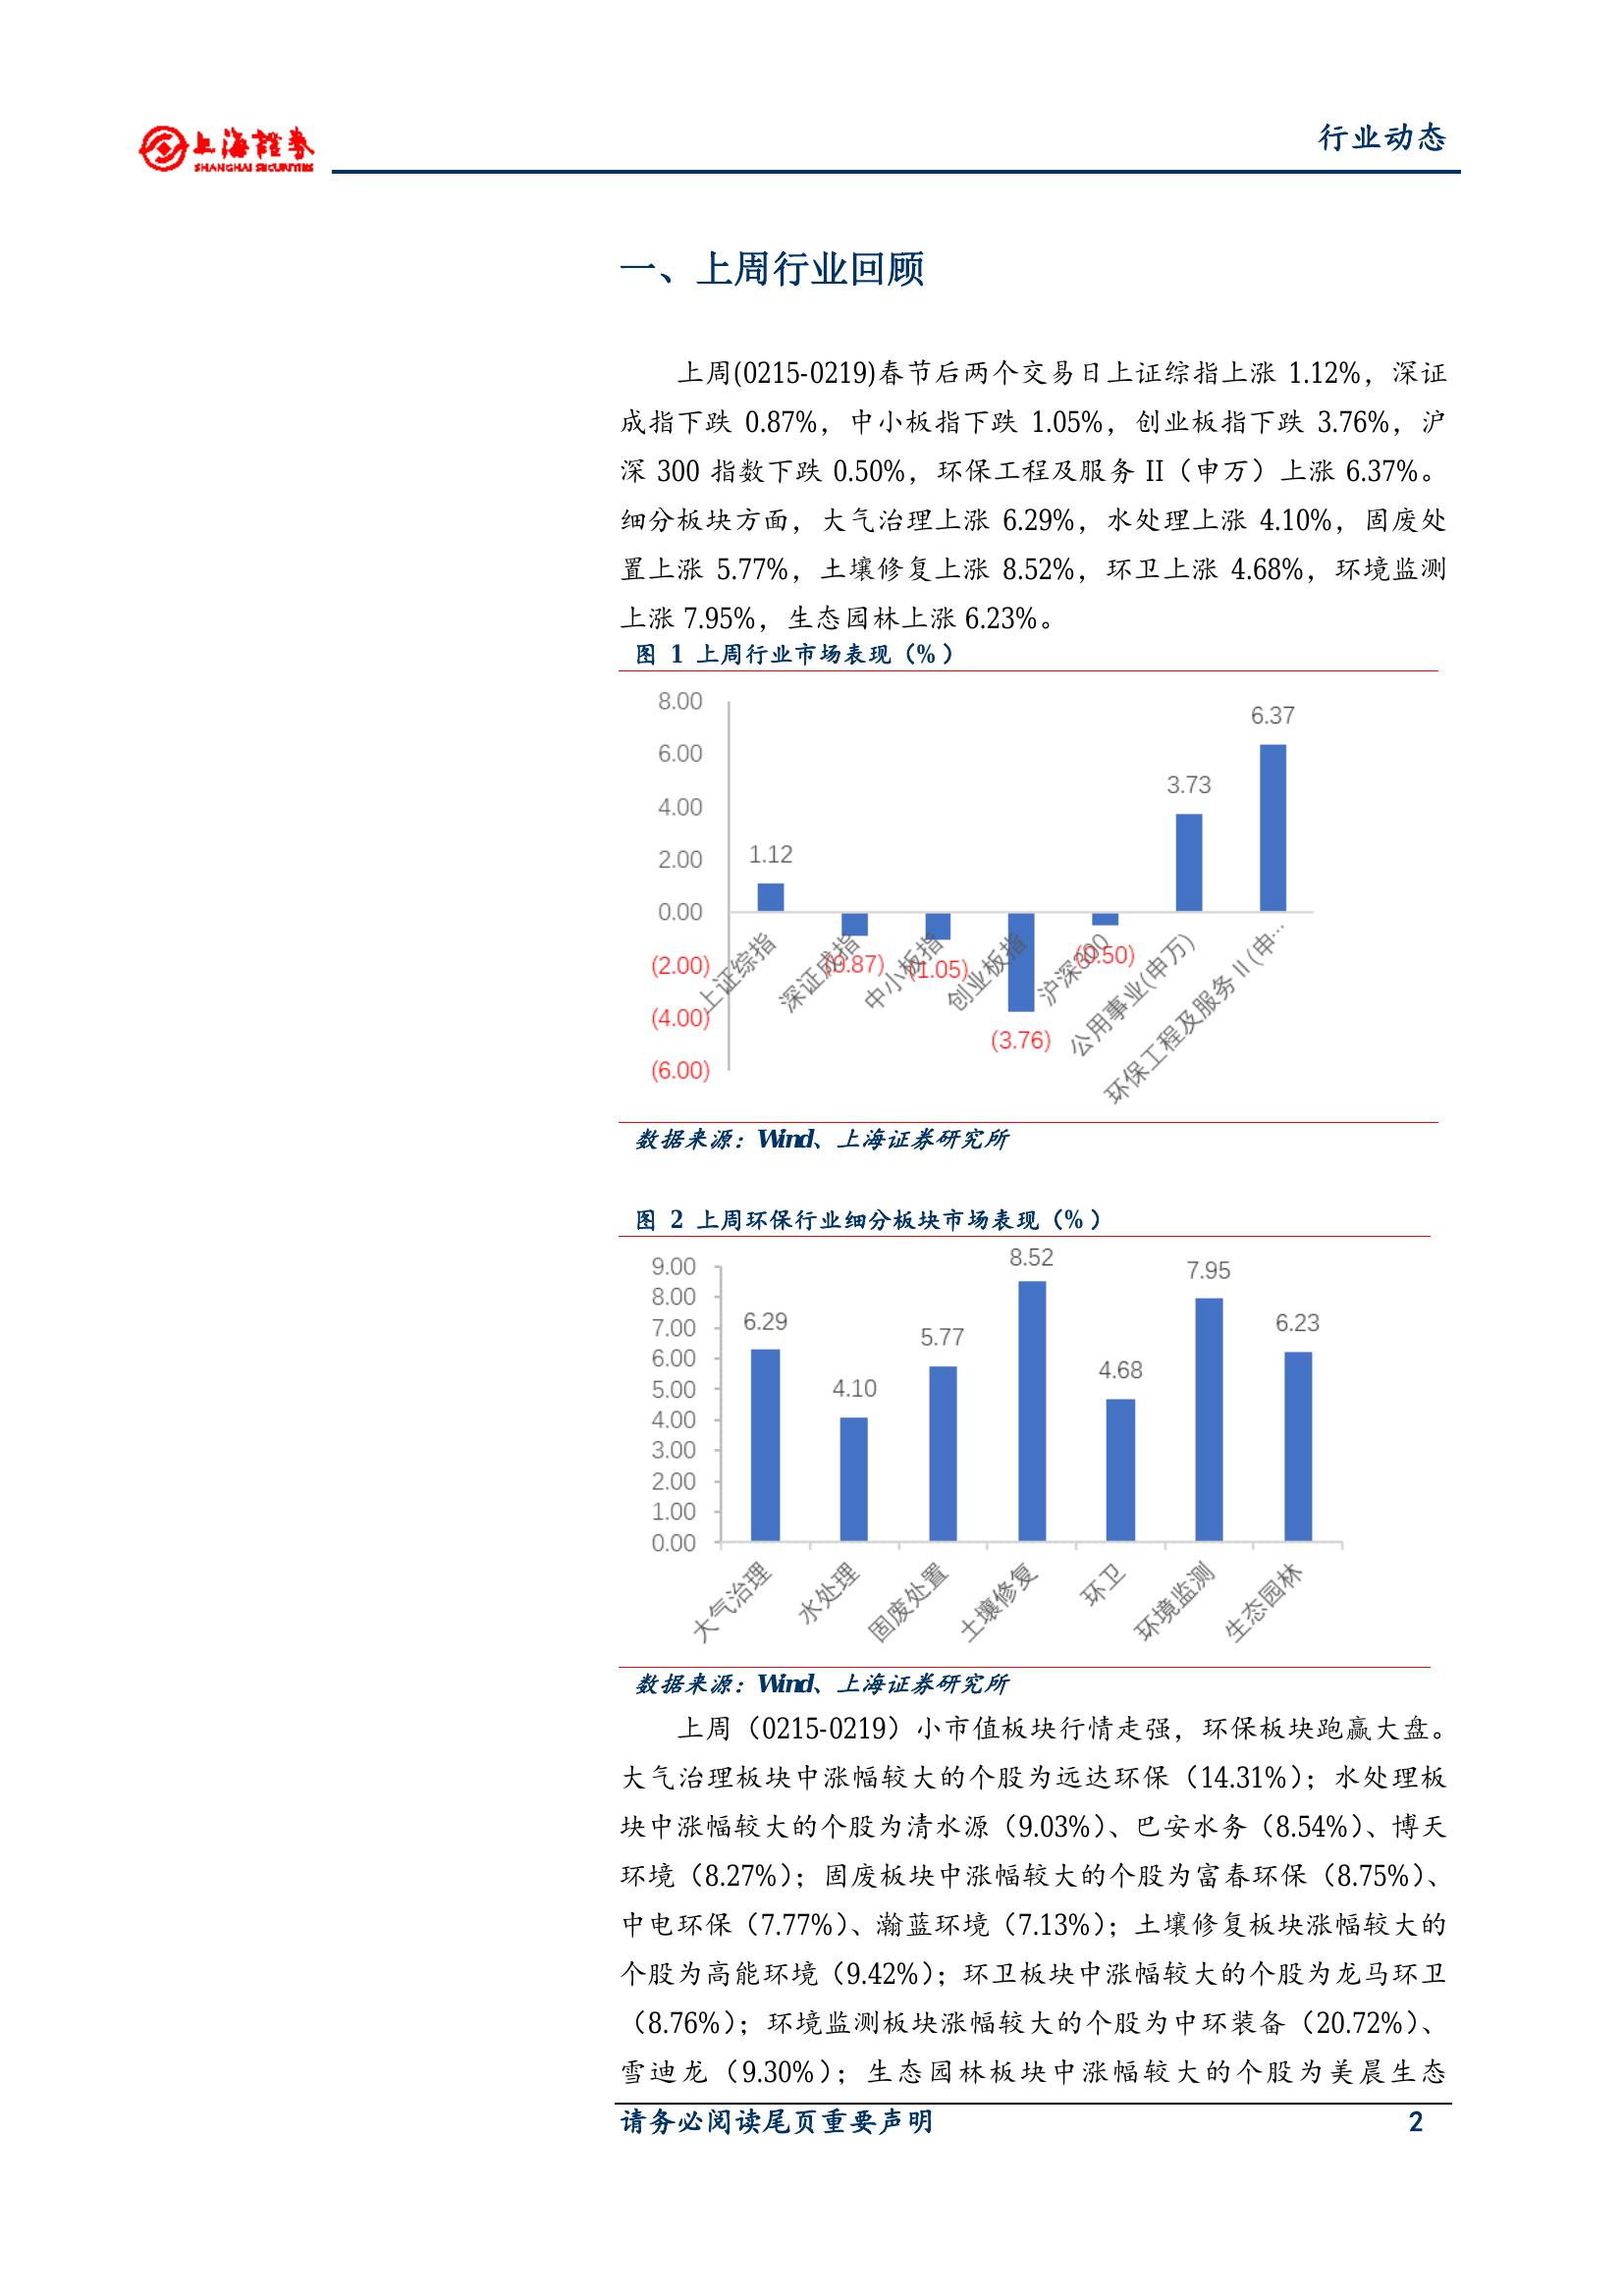 上海證券
SHANGHAI SECURITIES
行业动态
一、上周行业回顾
上周(0215-0219)春节后两个交易日上证综指上涨 1.12%，深证
成指下跌 0.87%，中小板指下跌 1.05%，创业板指下跌 3.76%，沪
深 300 指数下跌 0.50%，环保工程及服务 II（申万）上涨 6.37%。
细分板块方面，大气治理上涨 6.29%，水处理上涨 4.10%，固废处
置上涨 5.77%，土壤修复上涨 8.52%，环卫上涨 4.68%，环境监测
上涨 7.95%，生态园林上涨 6.23%。
图 1 上周行业市场表现（%）
8.00
6.00
4.00
2.00
0.00
(2.00)
(4.00)
(6.00)
1.12
(0.87)
(1.05)
(3.76)
(0.50)
3.73
6.37
上证综指
深证成指
中小板指
创业板指
沪深300
公用事业(申万)
环保工程及服务Ⅱ(申…
数据来源：Wind、上海证券研究所
图 2 上周环保行业细分板块市场表现（%）
9.00
8.00
7.00
6.00
5.00
4.00
3.00
2.00
1.00
0.00
6.29
4.10
5.77
8.52
4.68
7.95
6.23
大气治理
水处理
固废处置
土壤修复
环卫
环境监测
生态园林
数据来源：Wind、上海证券研究所
上周（0215-0219）小市值板块行情走强，环保板块跑赢大盘。
大气治理板块中涨幅较大的个股为远达环保（14.31%）；水处理板
块中涨幅较大的个股为清水源（9.03%）、巴安水务（8.54%）、博天
环境（8.27%）；固废板块中涨幅较大的个股为富春环保（8.75%）、
中电环保（7.77%）、瀚蓝环境（7.13%）；土壤修复板块涨幅较大的
个股为高能环境（9.42%）；环卫板块中涨幅较大的个股为龙马环卫
（8.76%）；环境监测板块涨幅较大的个股为中环装备（20.72%）、
雪迪龙（9.30%）；生态园林板块中涨幅较大的个股为美晨生态
请务必阅读尾页重要声明
2